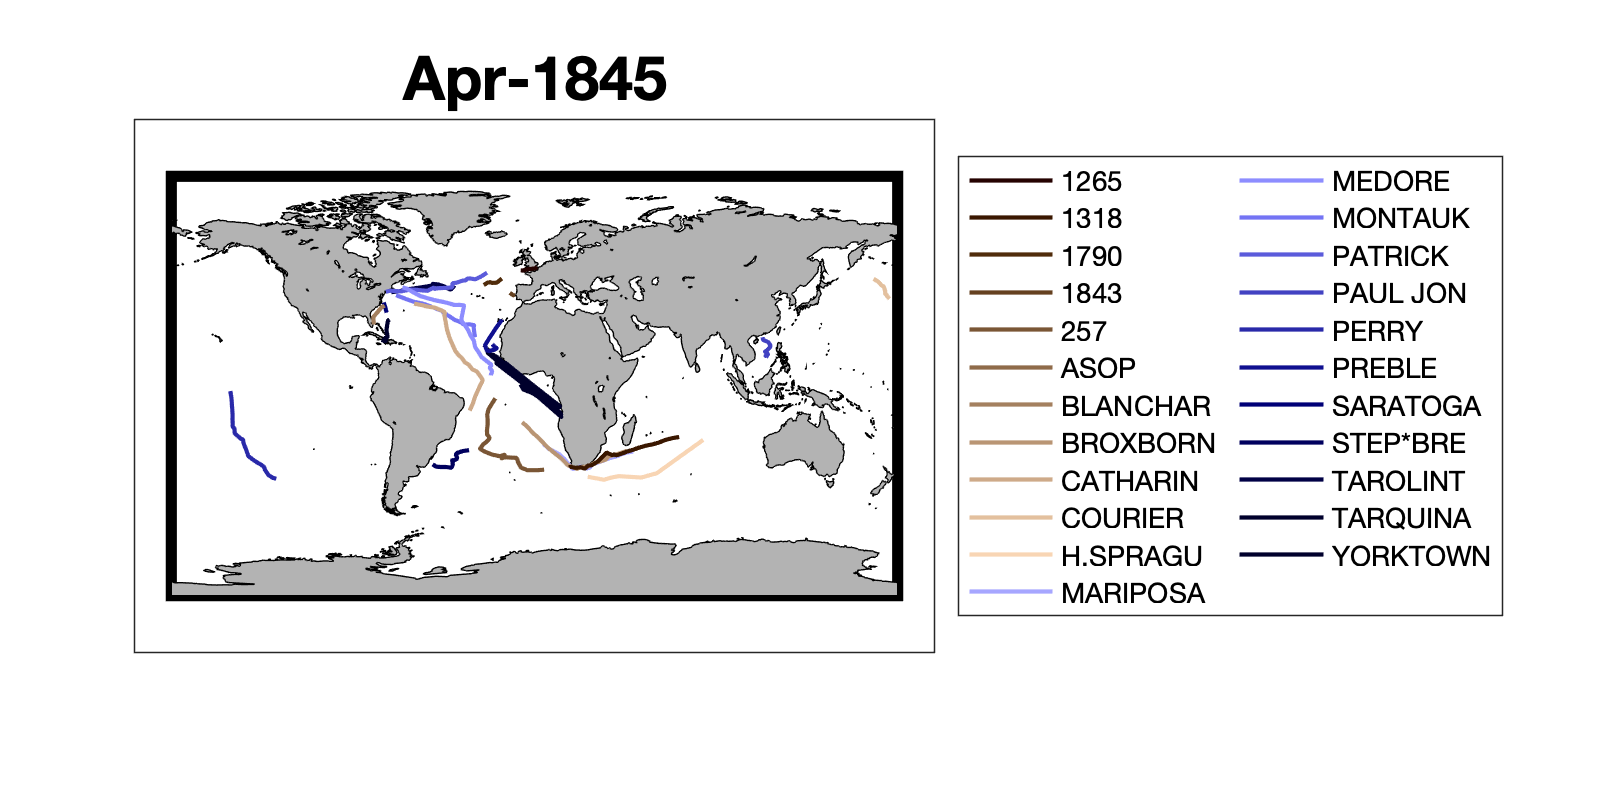 Apr-1845
1265
1318
1790
1843
257
ASOP
BLANCHAR
BROXBORN
CATHARIN
COURIER
H.SPRAGU
MARIPOSA
MEDORE
MONTAUK
PATRICK
PAUL JON
PERRY
PREBLE
SARATOGA
STEP*BRE
TAROLINT
TARQUINA
YORKTOWN